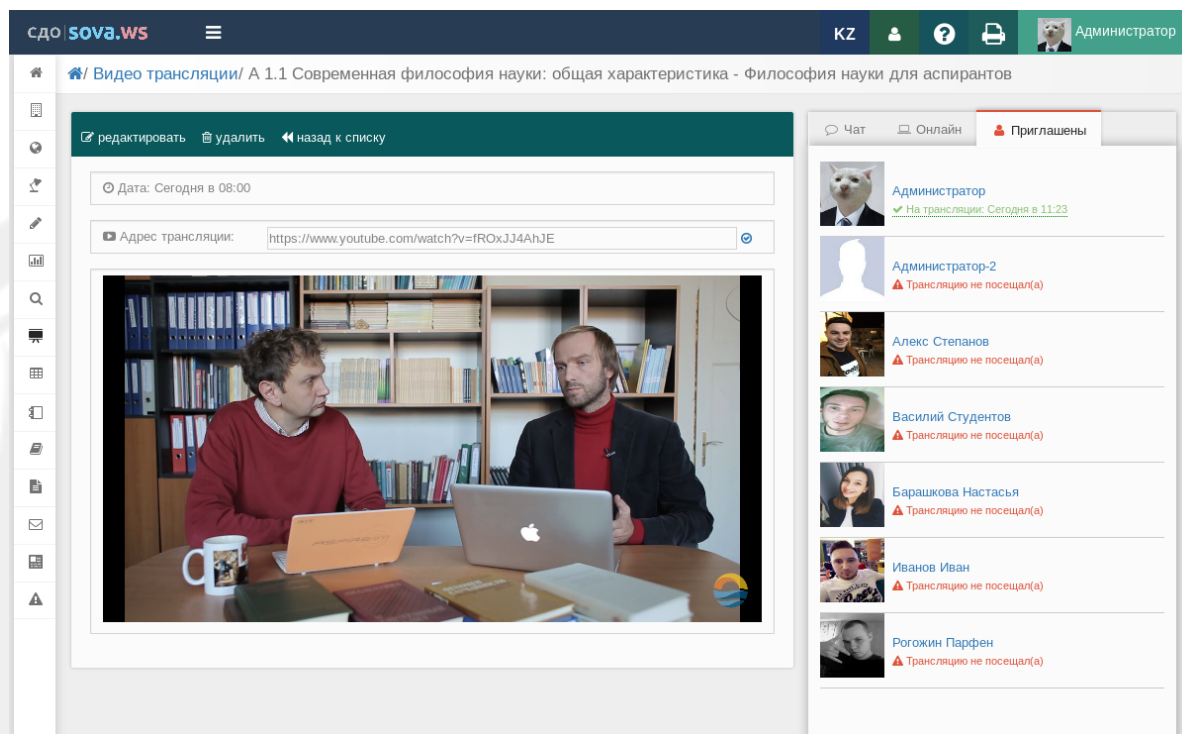 сдо|sova.ws
KZ
Администратор
/ Видео трансляции/ А 1.1 Современная философия науки: общая характеристика - Философия науки для аспирантов
редактировать удалить назад к списку
Дата: Сегодня в 08:00
Адрес трансляции: https://www.youtube.com/watch?v=fROxJJ4AhJE
Чат Онлайн Приглашены
Администратор
На трансляции: Сегодня в 11:23
Администратор-2
Трансляцию не посещал(а)
Алекс Степанов
Трансляцию не посещал(а)
Василий Студентов
Трансляцию не посещал(а)
Барашкова Настасья
Трансляцию не посещал(а)
Иванов Иван
Трансляцию не посещал(а)
Рогожин Парфен
Трансляцию не посещал(а)